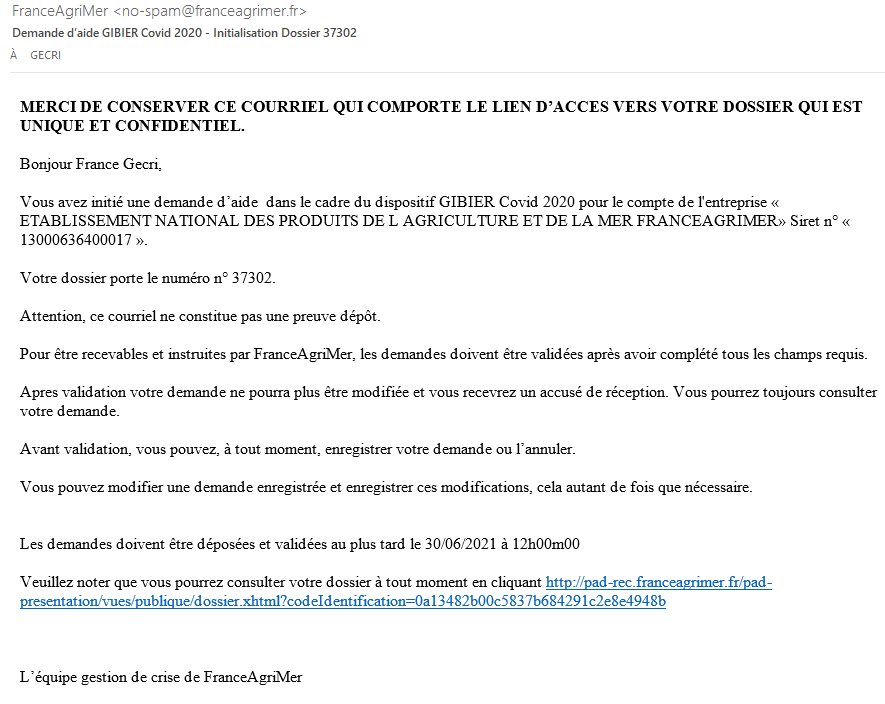 FranceAgriMer <no-spam@franceagrimer.fr>
Demande d'aide GIBIER Covid 2020 - Initialisation Dossier 37302
À GECRI
MERCI DE CONSERVER CE COURRIEL QUI COMPORTE LE LIEN D'ACCES VERS VOTRE DOSSIER QUI EST
UNIQUE ET CONFIDENTIEL.
Bonjour France Gecri,
Vous avez initié une demande d'aide  dans le cadre du dispositif GIBIER Covid 2020 pour le compte de l'entreprise «
ETABLISSEMENT NATIONAL DES PRODUITS DE L AGRICULTURE ET DE LA MER FRANCEAGRIMER» Siret n° «
13000636400017 ».
Votre dossier porte le numéro n° 37302.
Attention, ce courriel ne constitue pas une preuve dépôt.
Pour être recevables et instruites par FranceAgriMer, les demandes doivent être validées après avoir complété tous les champs requis.
Apres validation votre demande ne pourra plus être modifiée et vous recevrez un accusé de réception. Vous pourrez toujours consulter
votre demande.
Avant validation, vous pouvez, à tout moment, enregistrer votre demande ou l'annuler.
Vous pouvez modifier une demande enregistrée et enregistrer ces modifications, cela autant de fois que nécessaire.
Les demandes doivent être déposées et validées au plus tard le 30/06/2021 à 12h00m00
Veuillez noter que vous pourrez consulter votre dossier à tout moment en cliquant http://pad-rec.franceagrimer.fr/pad-
presentation/vues/publique/dossier.xhtml?codeIdentification=0a13482b00c5837b684291c2e8e4948b
L'équipe gestion de crise de FranceAgriMer